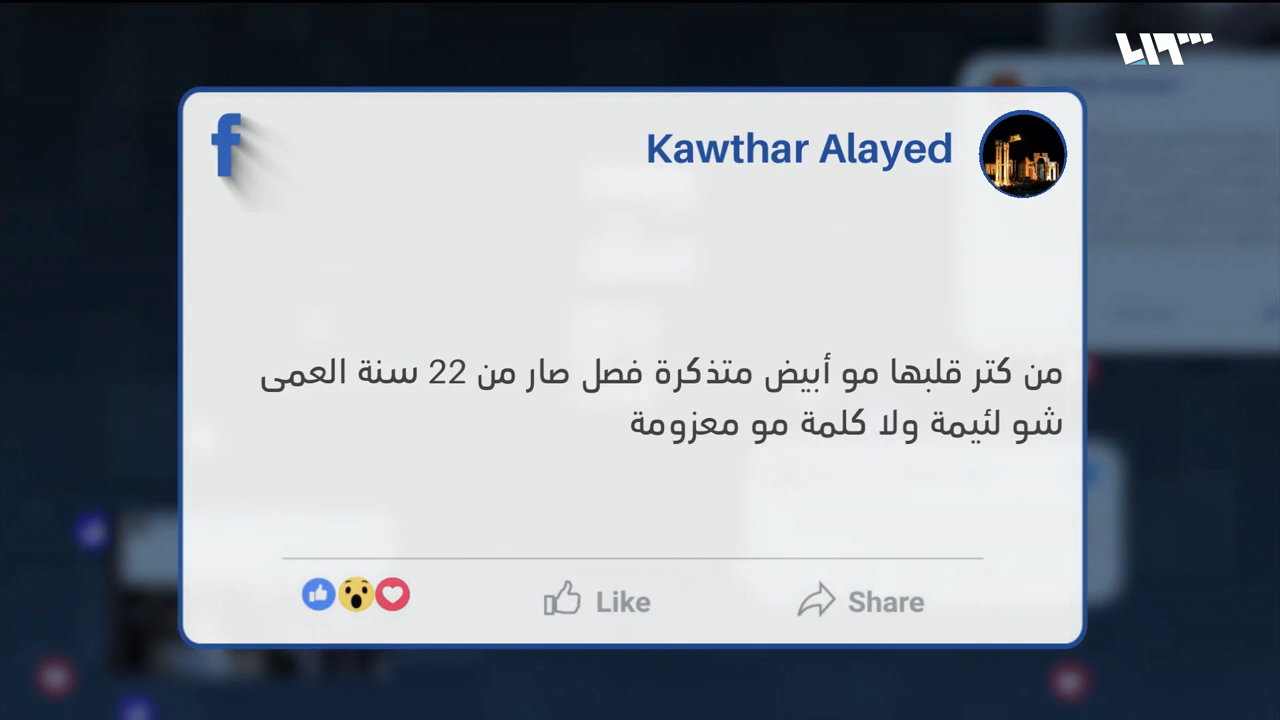 Kawthar Alayed
من كتر قلبها مو أبيض متذكرة فصل صار من 22 سنة العمى
شو لئيمة ولا كلمة مو معزومة
Like
Share